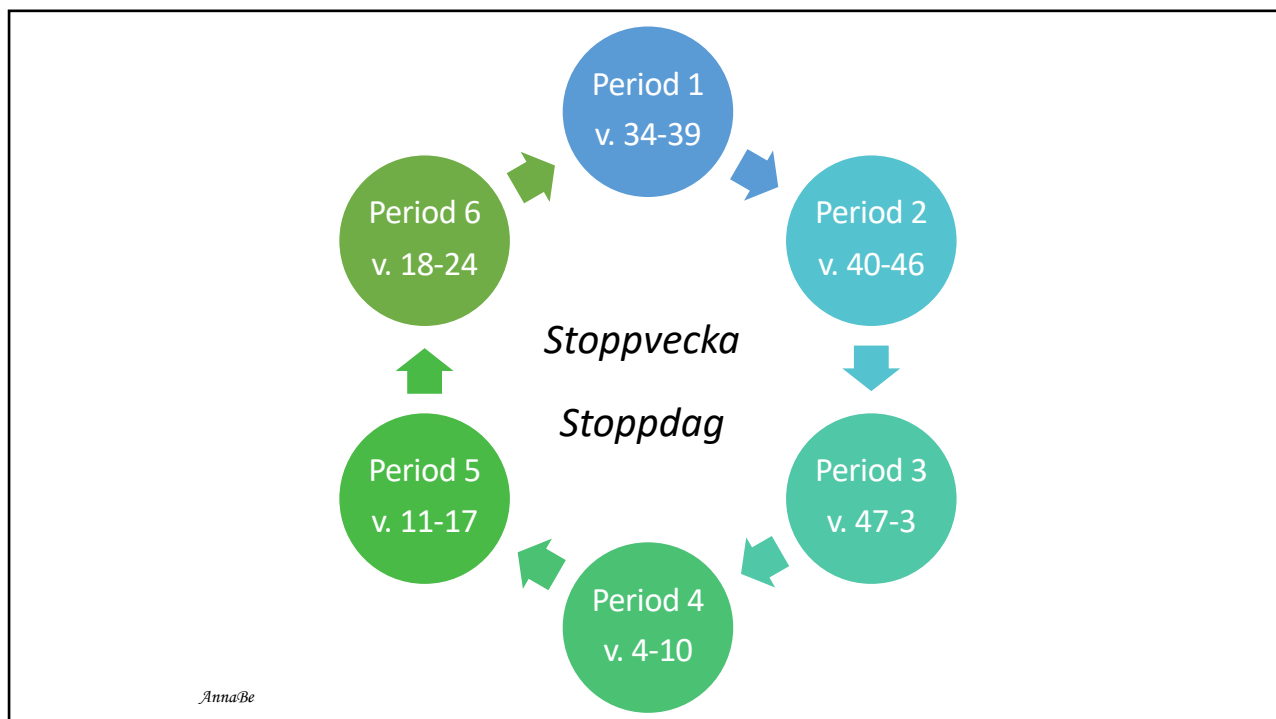 Period 1
v. 34-39
Period 2
v. 40-46
Period 3
v. 47-3
Period 4
v. 4-10
Period 5
v. 11-17
Period 6
v. 18-24
Stoppvecka
Stoppdag
AnnaBe